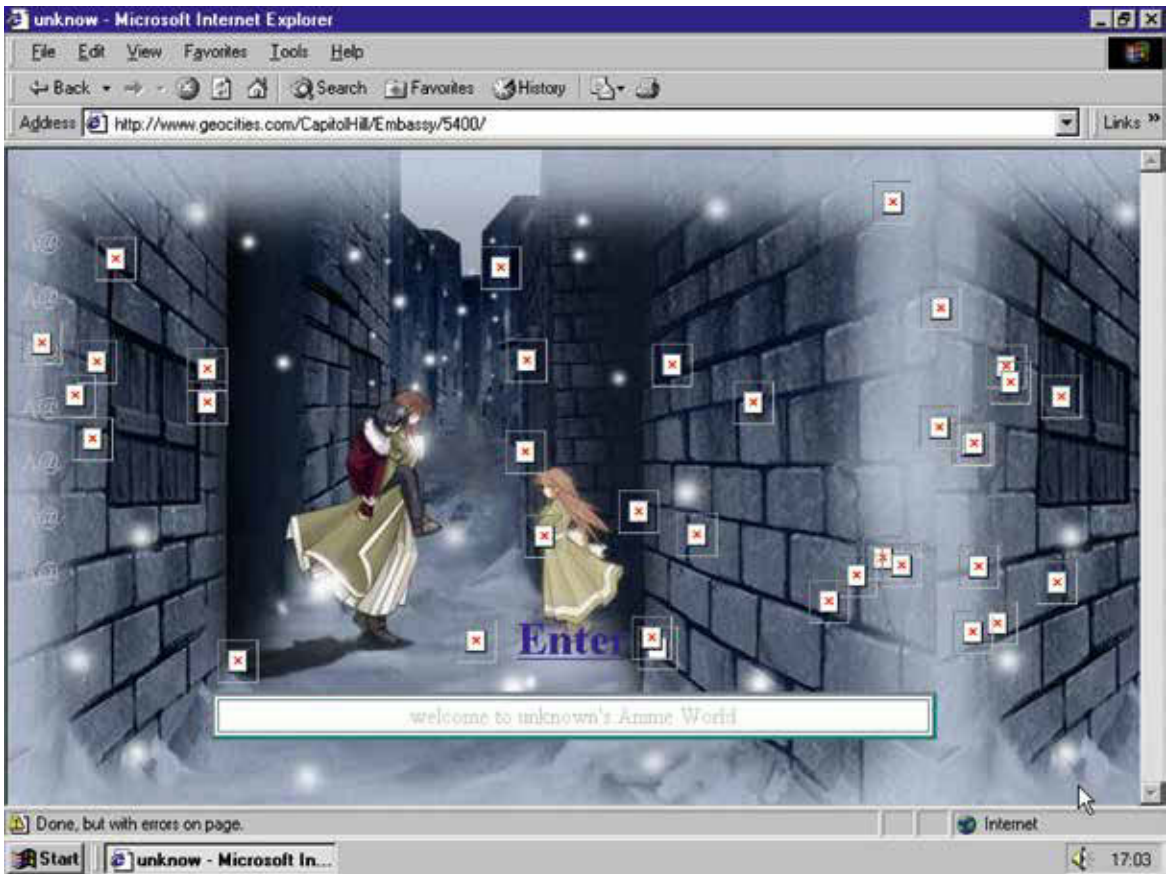 unknow - Microsoft Internet Explorer
File Edit View Favorites Tools Help
Back Search Favorites History
Address http://www.geocities.com/CapitolHill/Embassy/5400/ Links »
A@
A@
A@
A@
A@
A@
A@
Enter
welcome to unknown's Anime World
Done, but with errors on page. Internet
Start unknow - Microsoft In... 17:03